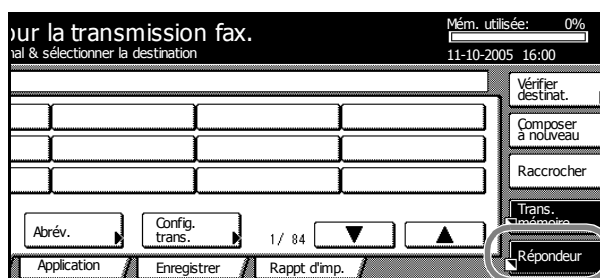 our la transmission fax.
nal & sélectionner la destination
Mém. utilisée: 0%
11-10-2005 16:00
Vérifier
destinat.
Composer
à nouveau
Raccrocher
Trans.
mémoire
Répondeur
Abrév.
Config.
trans.
1/ 84
Application
Enregistrer
Rappt d'imp.